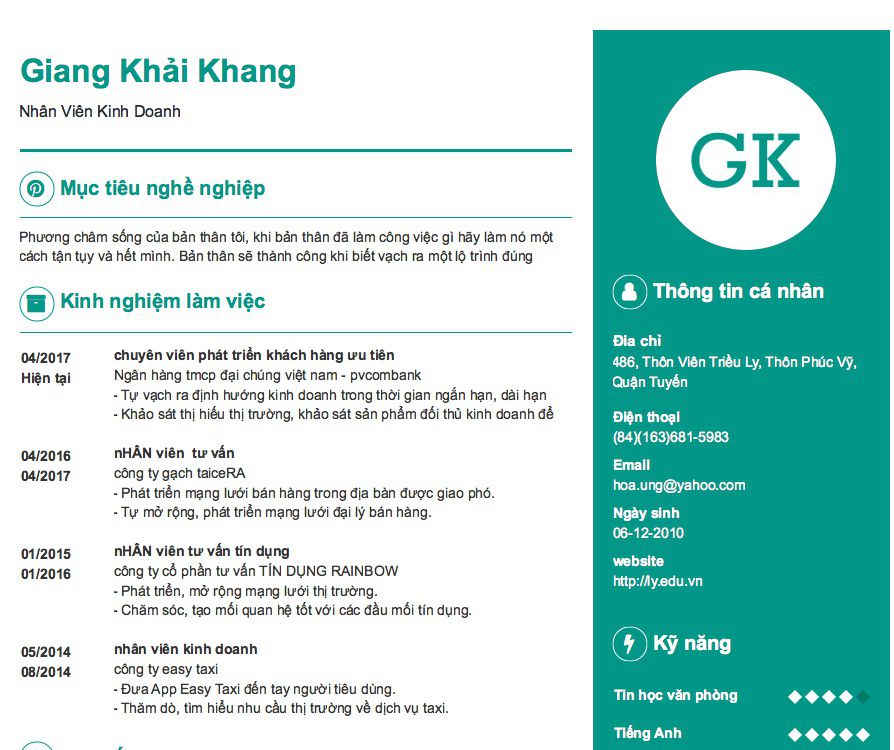 Giang Khải Khang
Nhân Viên Kinh Doanh
Mục tiêu nghề nghiệp
Phương châm sống của bản thân tôi, khi bản thân đã làm công việc gì hãy làm nó một
cách tận tụy và hết mình. Bản thân sẽ thành công khi biết vạch ra một lộ trình đúng
Kinh nghiệm làm việc
04/2017
Hiện tại
chuyên viên phát triển khách hàng ưu tiên
Ngân hàng tmcp đại chúng việt nam - pvcombank
- Tự vạch ra định hướng kinh doanh trong thời gian ngắn hạn, dài hạn
- Khảo sát thị hiếu thị trường, khảo sát sản phẩm đối thủ kinh doanh để
04/2016
04/2017
nHÂN viên tư vấn
công ty gạch taiceRA
- Phát triển mạng lưới bán hàng trong địa bàn được giao phó.
- Tự mở rộng, phát triển mạng lưới đại lý bán hàng.
01/2015
01/2016
nHÂN viên tư vấn tín dụng
công ty cổ phần tư vấn TÍN DỤNG RAINBOW
- Phát triển, mở rộng mạng lưới thị trường.
- Chăm sóc, tạo mối quan hệ tốt với các đầu mối tín dụng.
05/2014
08/2014
nhân viên kinh doanh
công ty easy taxi
- Đưa App Easy Taxi đến tay người tiêu dùng.
- Thăm dò, tìm hiểu nhu cầu thị trường về dịch vụ taxi.
GK
Thông tin cá nhân
Đia chỉ
486, Thôn Viên Triều Ly, Thôn Phúc Vỹ,
Quận Tuyến
Điện thoại
(84)(163)681-5983
Email
hoa.ung@yahoo.com
Ngày sinh
06-12-2010
website
http://ly.edu.vn
Kỹ năng
Tin học văn phòng
Tiếng Anh